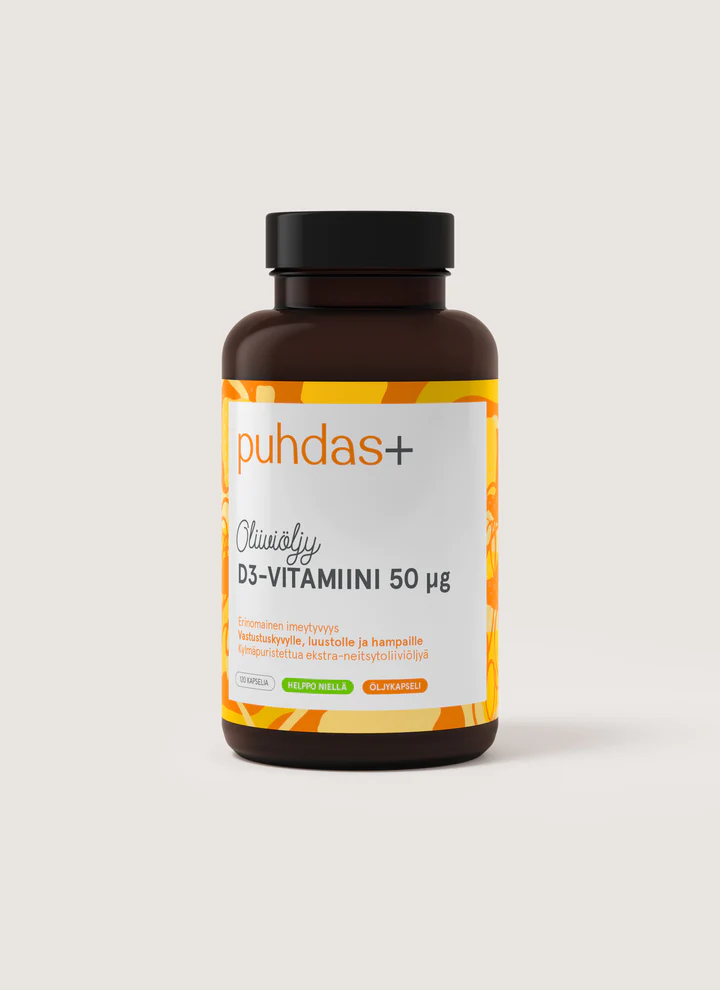 puhdas+
Oliiviöljy
D3-VITAMIINI 50 µg
Erinomainen imeytyvyys
Vastustuskyvylle, luustolle ja hampaille
Kylmäpuristettua ekstra-neitsytoliiviöljyä
120 KAPSELIA HELPPO NIELLÄ ÖLJYKAPSELI